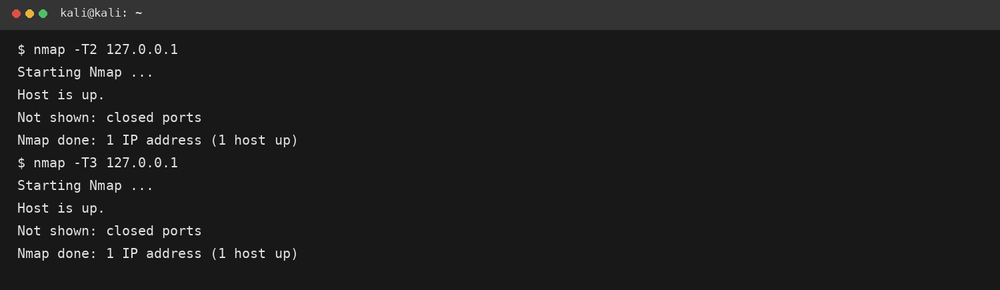 kali@kali: ~
$ nmap -T2 127.0.0.1
Starting Nmap ...
Host is up.
Not shown: closed ports
Nmap done: 1 IP address (1 host up)
$ nmap -T3 127.0.0.1
Starting Nmap ...
Host is up.
Not shown: closed ports
Nmap done: 1 IP address (1 host up)